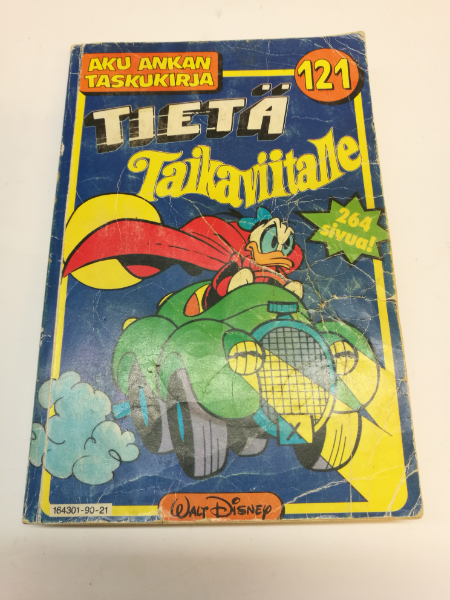 AKU ANKAN
TASKUKIRJA
121
TIETÄ
Taikaviitalle
264
sivua!
164301-90-21
WALT DISNEY